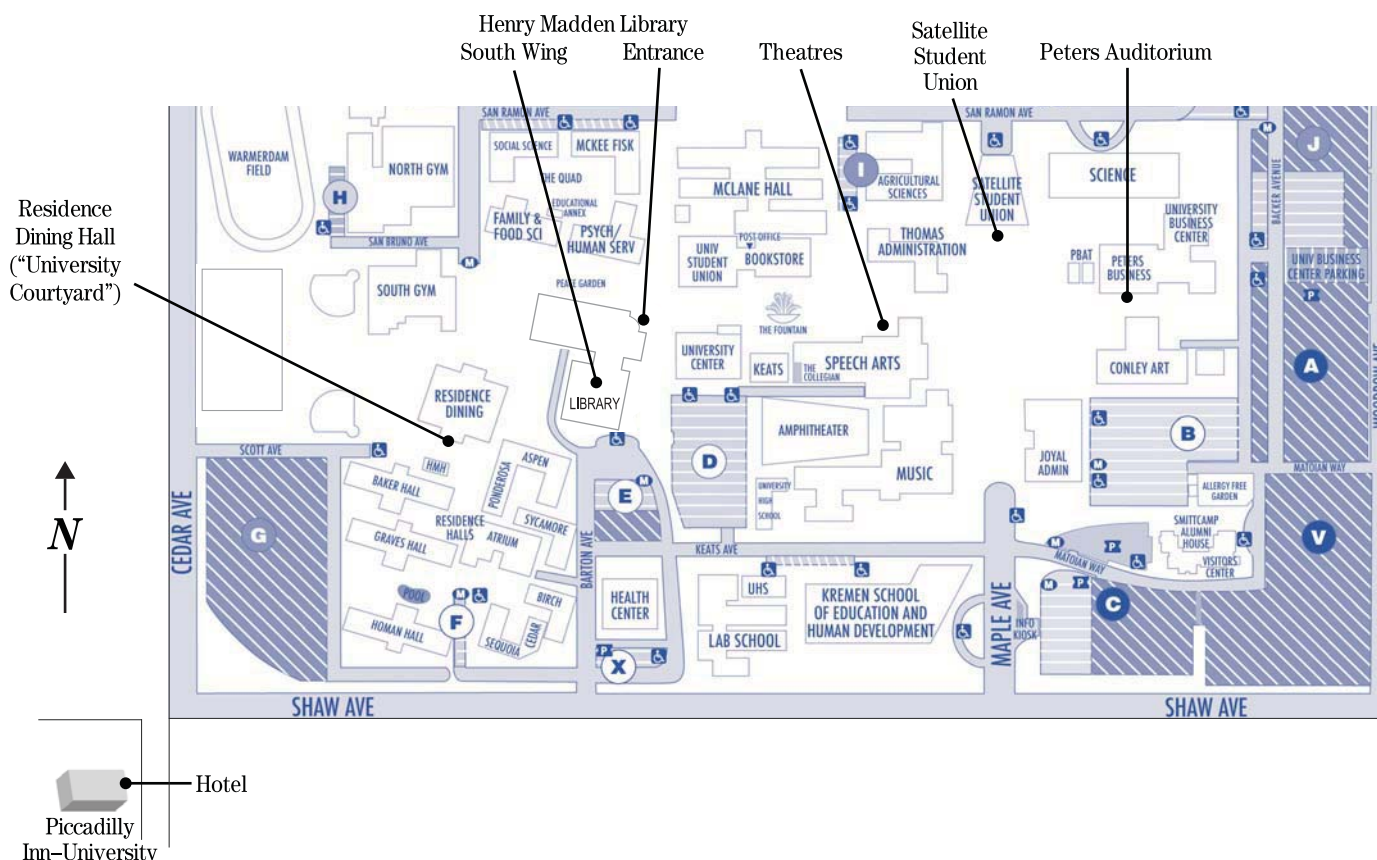 Henry Madden Library
South Wing
Entrance
Theatres
Satellite
Student
Union
Peters Auditorium
Residence
Dining Hall
(“University
Courtyard”)
SAN RAMON AVE
SAN RAMON AVE
WARMERDAM
FIELD
H
NORTH GYM
SOCIAL SCIENCE
MCKEE FISK
THE QUAD
EDUCATIONAL
ANNEX
FAMILY &
FOOD SCI
PSYCH/
HUMAN SERV
SAN BRUNO AVE
M
SOUTH GYM
PEACE GARDEN
MCLANE HALL
I
AGRICULTURAL
SCIENCES
SATELLITE
STUDENT
UNION
SCIENCE
M
J
BACKER AVENUE
UNIV
STUDENT
UNION
POST OFFICE
BOOKSTORE
THOMAS
ADMINISTRATION
UNIVERSITY
BUSINESS
CENTER
PBAT
PETERS
BUSINESS
UNIV BUSINESS
CENTER PARKING
P
THE FOUNTAIN
UNIVERSITY
CENTER
KEATS
THE
COLLEGIAN
SPEECH ARTS
CONLEY ART
A
WOODROW AVE
RESIDENCE
DINING
LIBRARY
AMPHITHEATER
MUSIC
JOYAL
ADMIN
B
M
MATOIAN WAY
SCOTT AVE
D
G
CEDAR AVE
N
HMH
BAKER HALL
PONDEROSA
ASPEN
E
M
UNIVERSITY
HIGH
SCHOOL
ALLERGY FREE
GARDEN
RESIDENCE
HALLS
GRAVES HALL
ATRIUM
SYCAMORE
BARTON AVE
KEATS AVE
M
P
MATOIAN WAY
SMITTCAMP
ALUMNI
HOUSE
VISITORS
CENTER
V
POOL
M
F
HOMAN HALL
BIRCH
SEQUOIA
CEDAR
HEALTH
CENTER
P
X
UHS
LAB SCHOOL
KREMEN SCHOOL
OF EDUCATION AND
HUMAN DEVELOPMENT
MAPLE AVE
INFO
KIOSK
M
P
C
SHAW AVE
SHAW AVE
Hotel
Piccadilly
Inn–University